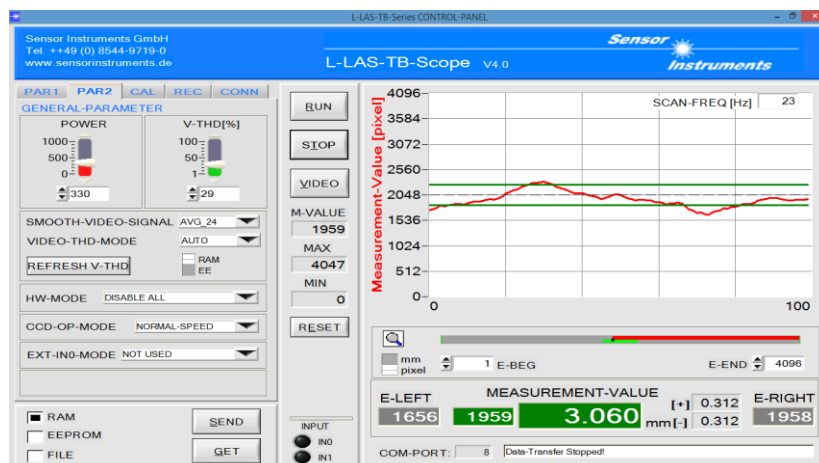 L-LAS-TB-Series CONTROL-PANEL
Sensor Instruments GmbH
Tel. ++49 (0) 8544-9719-0
www.sensorinstruments.de
L-LAS-TB-Scope V4.0
Sensor
Instruments
PAR1 PAR2 CAL REC CONN
GENERAL-PARAMETER
POWER
1000
500
0
330
V-THD[%]
100
50
1
29
SMOOTH-VIDEO-SIGNAL AVG_24
VIDEO-THD-MODE AUTO
REFRESH V-THD
RAM
EE
HW-MODE DISABLE ALL
CCD-OP-MODE NORMAL-SPEED
EXT-IN0-MODE NOT USED
RAM
EEPROM
FILE
SEND
GET
RUN
STOP
VIDEO
M-VALUE
1959
MAX
4047
MIN
0
RESET
INPUT
IN0
IN1
SCAN-FREQ [Hz] 23
Measurement-Value [pixel]
4096
3584
3072
2560
2048
1536
1024
512
0
0 100
mm
pixel
1 E-BEG
E-END 4096
E-LEFT
1656
MEASUREMENT-VALUE
1959
3.060 mm
[+] 0.312
[-] 0.312
E-RIGHT
1958
COM-PORT: 8 Data-Transfer Stopped!